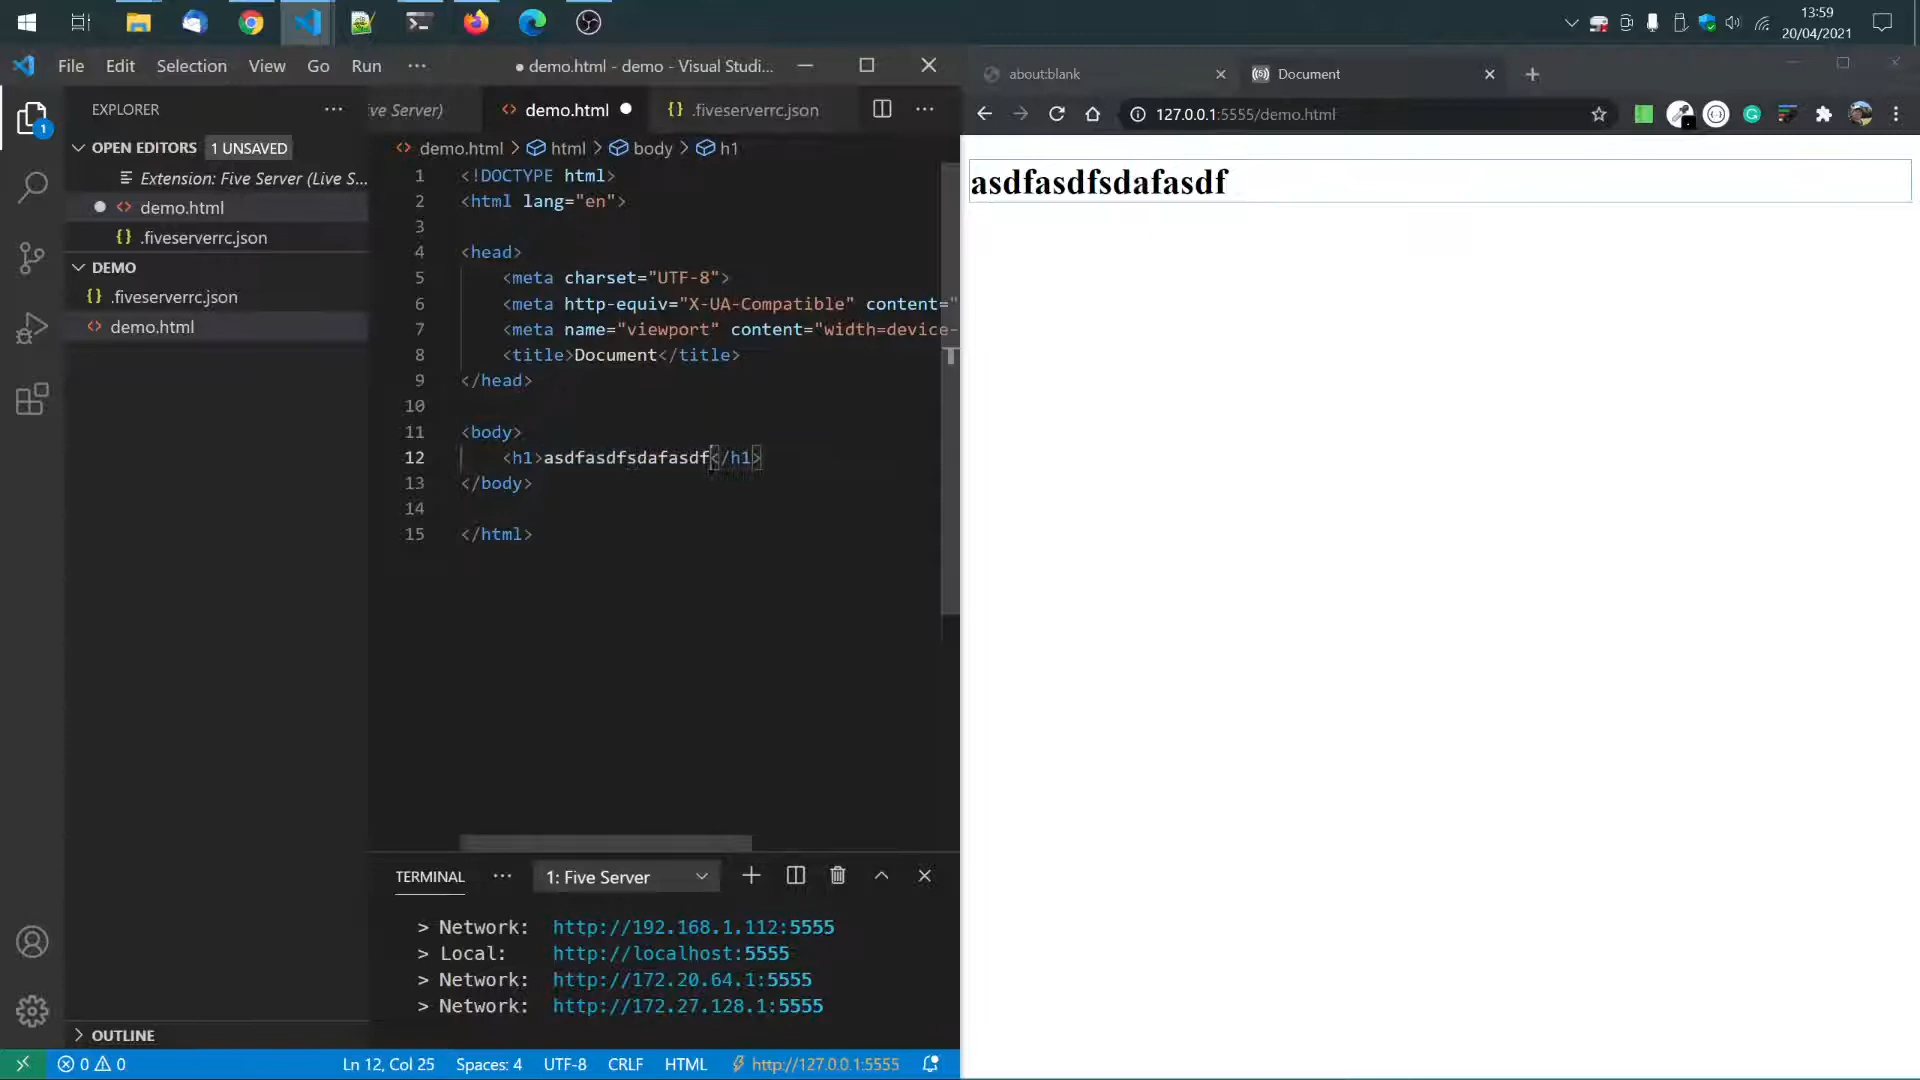 13:59
20/04/2021
File Edit Selection View Go Run ··· ● demo.html - demo - Visual Studi...
about:blank
Document
127.0.0.1:5555/demo.html
EXPLORER ···
ive Server)
<> demo.html ●
{} .fiveserverrc.json
···
1
OPEN EDITORS 1 UNSAVED
Extension: Five Server (Live S...
<> demo.html
{} .fiveserverrc.json
DEMO
{} .fiveserverrc.json
<> demo.html
OUTLINE
<> demo.html > html > body > h1
1 <!DOCTYPE html>
2 <html lang="en">
3
4 <head>
5 <meta charset="UTF-8">
6 <meta http-equiv="X-UA-Compatible" content="
7 <meta name="viewport" content="width=device-
8 <title>Document</title>
9 </head>
10
11 <body>
12 <h1>asdfasdfsdafasdf</h1>
13 </body>
14
15 </html>
asdfasdfsdafasdf
TERMINAL ··· 1: Five Server
> Network: http://192.168.1.112:5555
> Local: http://localhost:5555
> Network: http://172.20.64.1:5555
> Network: http://172.27.128.1:5555
0 0 Ln 12, Col 25 Spaces: 4 UTF-8 CRLF HTML http://127.0.0.1:5555